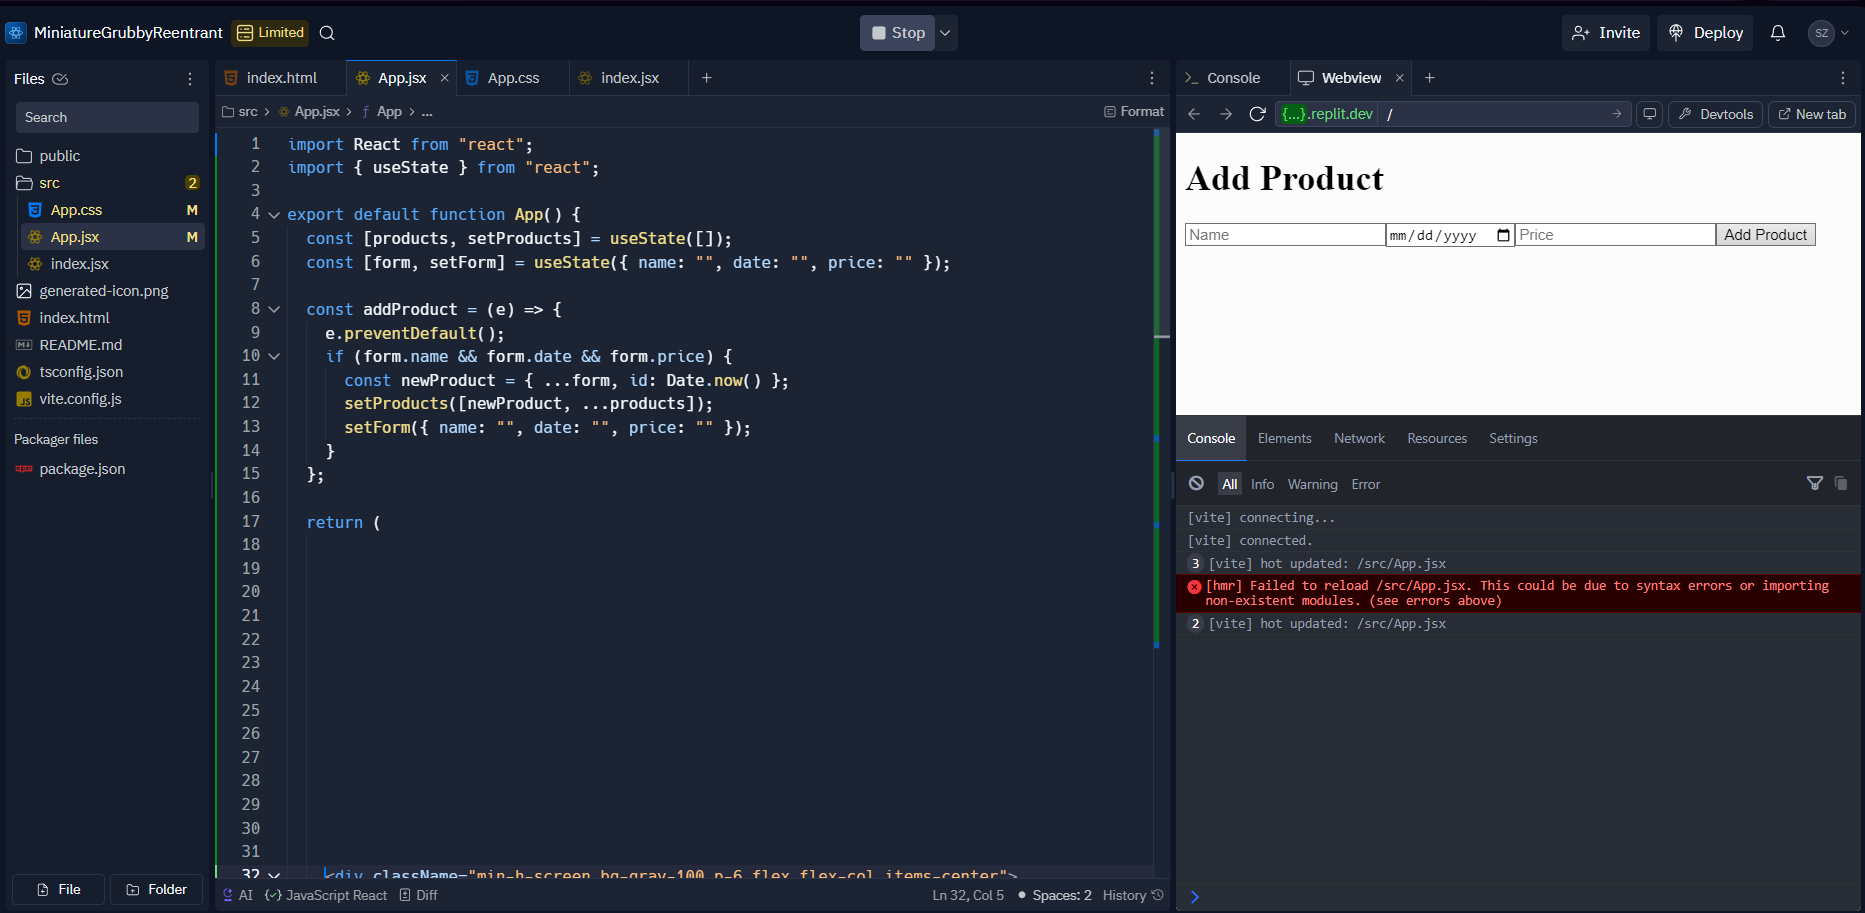 MiniatureGrubbyReentrant
Limited
Stop
Invite
Deploy
SZ
Files
Search
public
src
2
App.css
M
App.jsx
M
index.jsx
generated-icon.png
index.html
README.md
tsconfig.json
vite.config.js
Packager files
package.json
File
Folder
index.html
App.jsx
App.css
index.jsx
src > App.jsx > f App > ...
Format
1 import React from "react";
2 import { useState } from "react";
3
4 export default function App() {
5 const [products, setProducts] = useState([]);
6 const [form, setForm] = useState({ name: "", date: "", price: "" });
7
8 const addProduct = (e) => {
9 e.preventDefault();
10 if (form.name && form.date && form.price) {
11 const newProduct = { ...form, id: Date.now() };
12 setProducts([newProduct, ...products]);
13 setForm({ name: "", date: "", price: "" });
14 }
15 };
16
17 return (
18
19
20
21
22
23
24
25
26
27
28
29
30
31
32 <div className="min-h-screen bg-gray-100 p-6 flex flex-col items-center">
AI
JavaScript React
Diff
Ln 32, Col 5
Spaces: 2
History
Console
Webview
{...}.replit.dev
/
Devtools
New tab
Add Product
Name
mm/dd/yyyy
Price
Add Product
Console
Elements
Network
Resources
Settings
All
Info
Warning
Error
[vite] connecting...
[vite] connected.
3 [vite] hot updated: /src/App.jsx
[hmr] Failed to reload /src/App.jsx. This could be due to syntax errors or importing
non-existent modules. (see errors above)
2 [vite] hot updated: /src/App.jsx